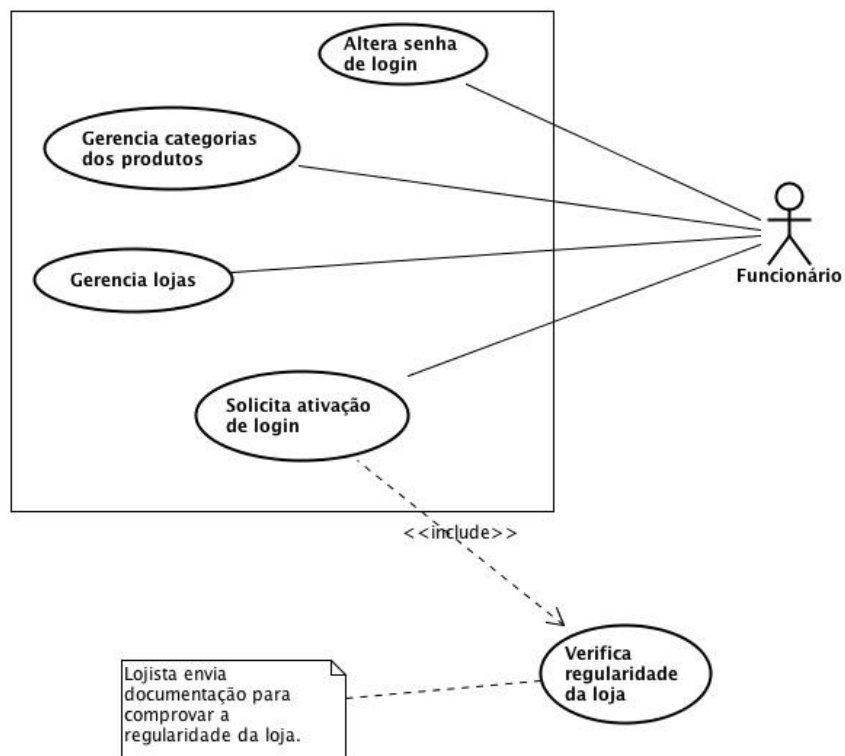 Altera senha
de login
Gerencia categorias
dos produtos
Gerencia lojas
Funcionário
Solicita ativação
de login
<<include>>
Verifica
regularidade
da loja
Lojista envia
documentação para
comprovar a
regularidade da loja.